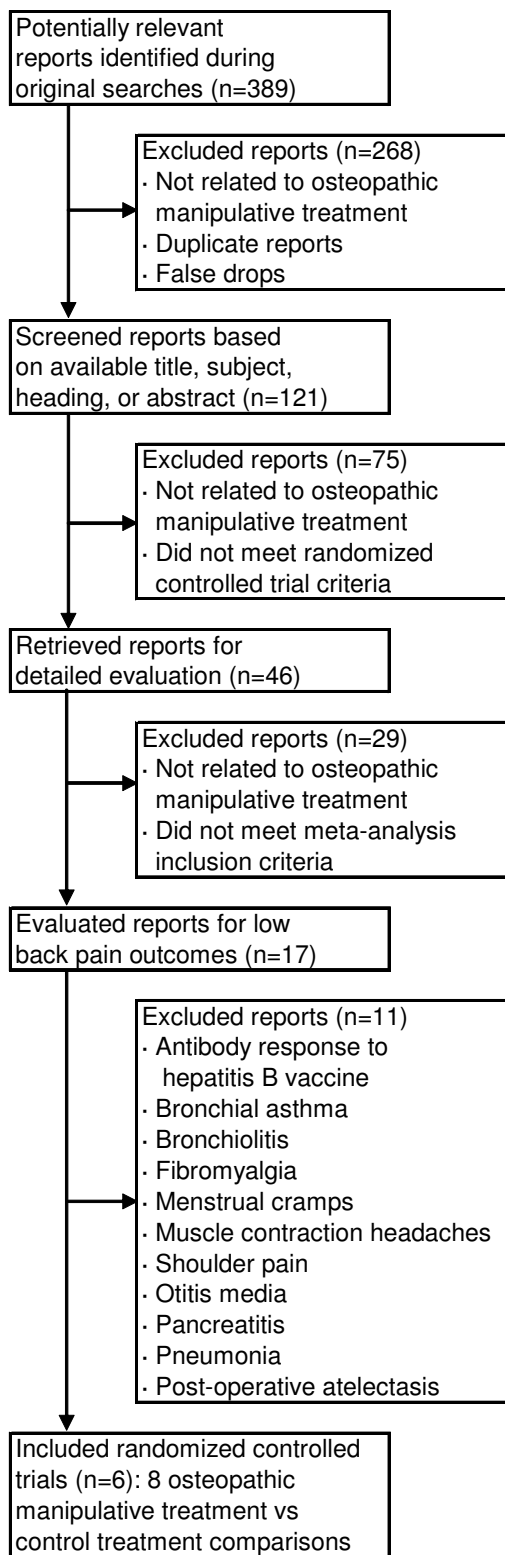 Potentially relevant
reports identified during
original searches (n=389)
Excluded reports (n=268)
· Not related to osteopathic
manipulative treatment
· Duplicate reports
· False drops
Screened reports based
on available title, subject,
heading, or abstract (n=121)
Excluded reports (n=75)
· Not related to osteopathic
manipulative treatment
· Did not meet randomized
controlled trial criteria
Retrieved reports for
detailed evaluation (n=46)
Excluded reports (n=29)
· Not related to osteopathic
manipulative treatment
· Did not meet meta-analysis
inclusion criteria
Evaluated reports for low
back pain outcomes (n=17)
Excluded reports (n=11)
· Antibody response to
hepatitis B vaccine
· Bronchial asthma
· Bronchiolitis
· Fibromyalgia
· Menstrual cramps
· Muscle contraction headaches
· Shoulder pain
· Otitis media
· Pancreatitis
· Pneumonia
· Post-operative atelectasis
Included randomized controlled
trials (n=6): 8 osteopathic
manipulative treatment vs
control treatment comparisons